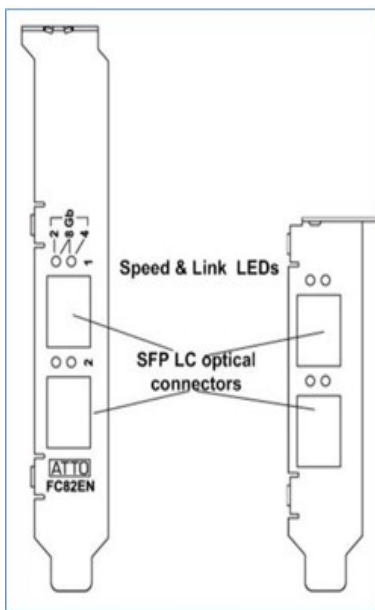 2
8 Gb
4
1
Speed & Link LEDs
SFP LC optical
connectors
2
ATTO
FC82EN